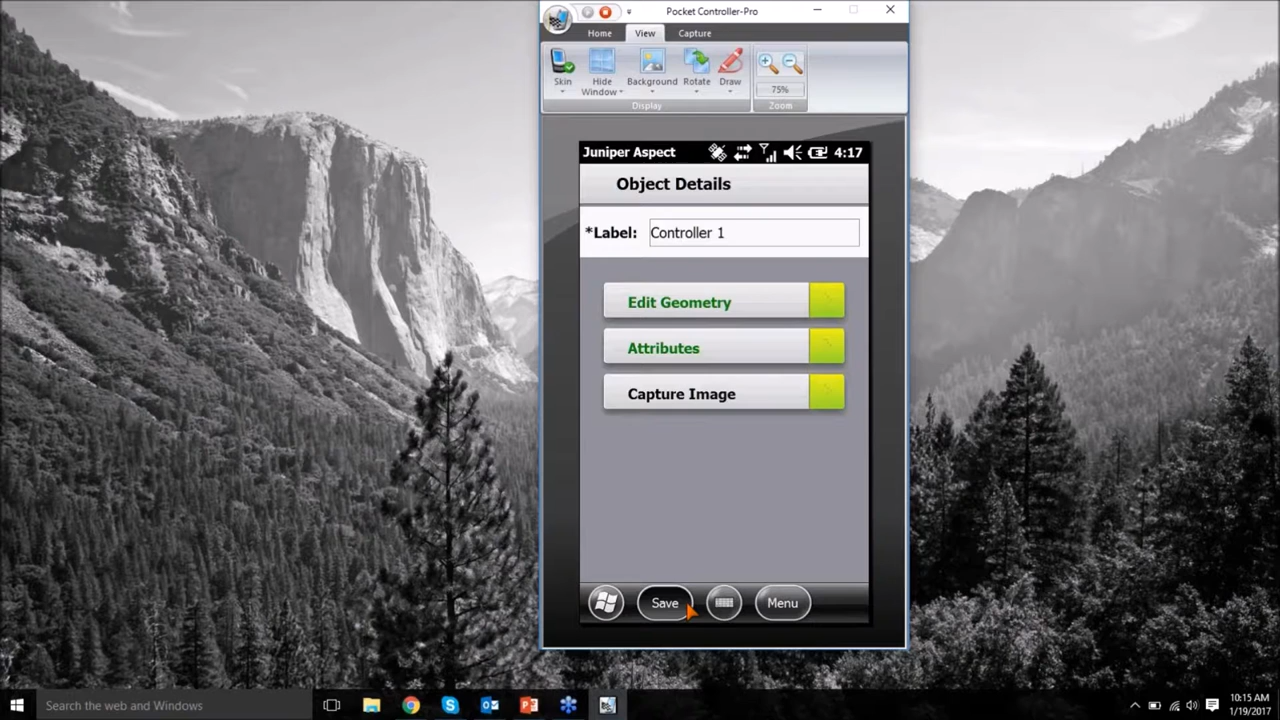 Pocket Controller-Pro
Home View Capture
Skin Hide Window Background Rotate Draw
75%
Display Zoom
Juniper Aspect 4:17
Object Details
*Label: Controller 1
Edit Geometry
Attributes
Capture Image
Save Menu
Search the web and Windows
10:15 AM
1/19/2017